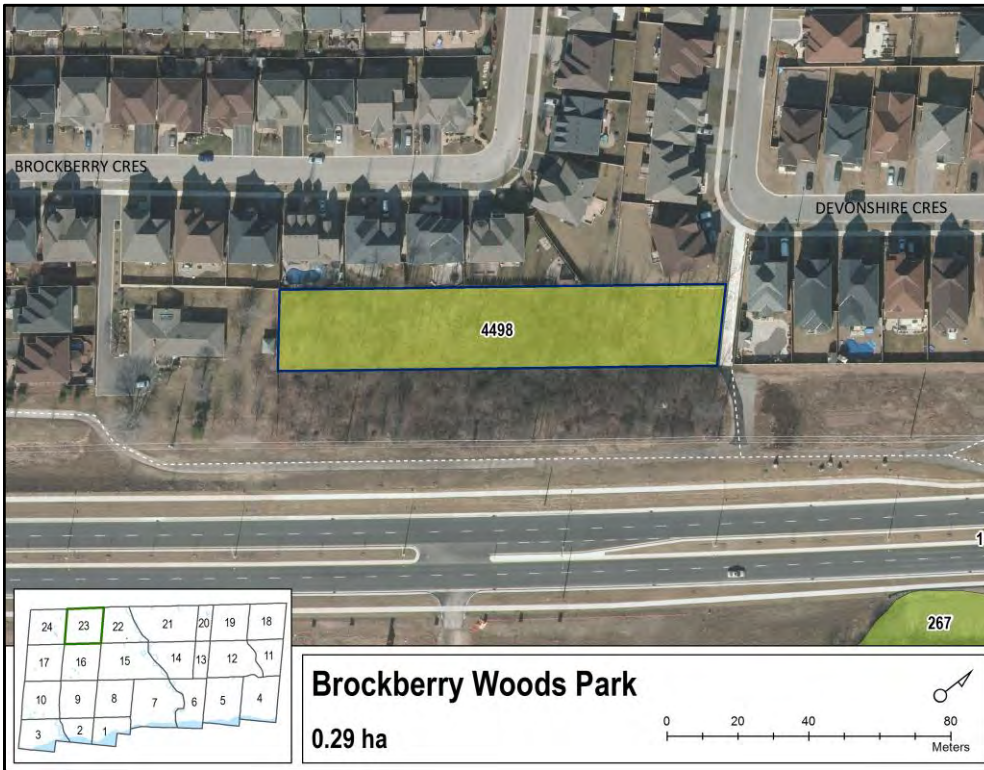 BROCKBERRY CRES
DEVONSHIRE CRES
4498
1
267
24 23 22 21 20 19 18
17 16 15 14 13 12 11
10 9 8 7 6 5 4
3 2 1
Brockberry Woods Park
0.29 ha
0 20 40 80
Meters